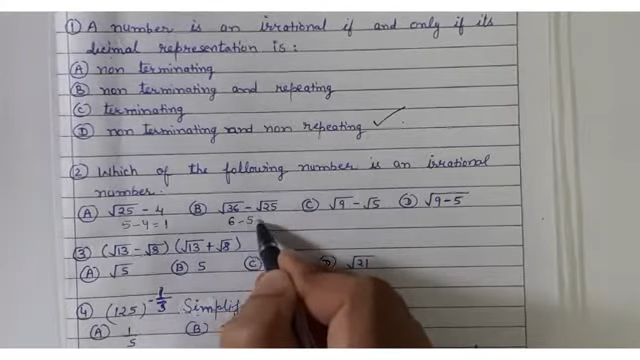 ① A number is an irrational if and only if its
decimal representation is :
Ⓐ non terminating
Ⓑ non terminating and repeating
Ⓒ terminating
Ⓓ non terminating and non repeating ✓
② Which of the following number is an irrational
number.
Ⓐ √25 - 4 Ⓑ √36 - √25 Ⓒ √9 - √5 Ⓓ √9-5
5-4=1 6-5
③ (√13 - √8) (√13 + √8)
Ⓐ √5 Ⓑ 5 Ⓒ Ⓓ √21
④ (125)^-1/3
Ⓐ 1/5 Ⓑ